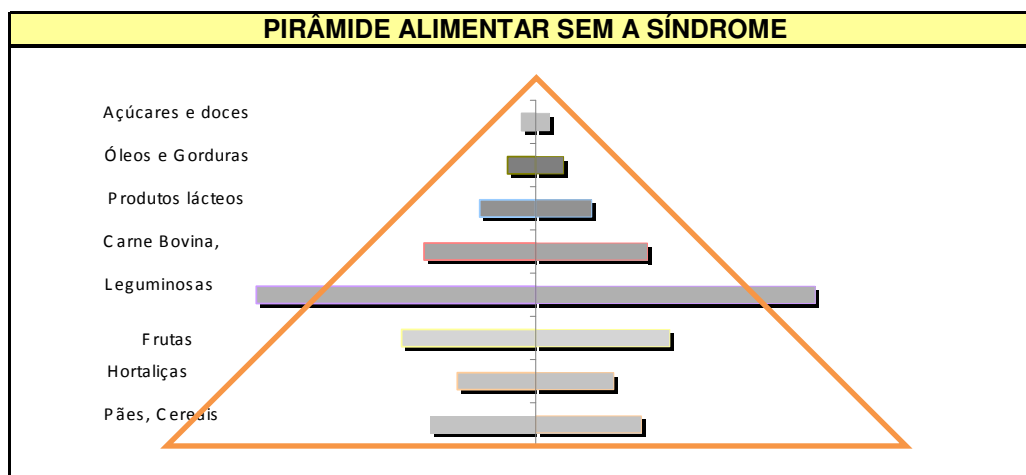 PIRÂMIDE ALIMENTAR SEM A SÍNDROME
Açúcares e doces
Óleos e Gorduras
Produtos lácteos
Carne Bovina,
Leguminosas
Frutas
Hortaliças
Pães, Cereais